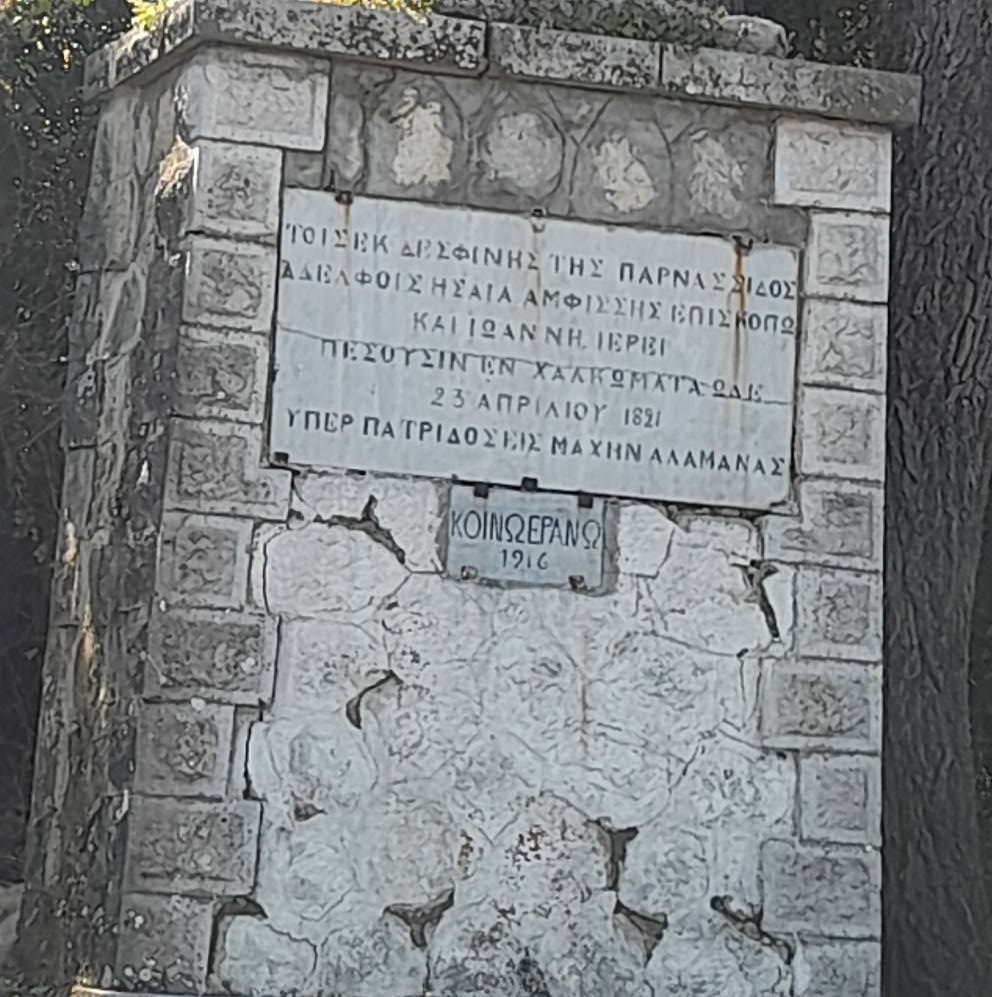 ΤΟΙΣ ΕΚ ΔΕΣΦΙΝΗΣ ΤΗΣ ΠΑΡΝΑΣΣΙΔΟΣ
ΑΔΕΛΦΟΙΣ ΗΣΑΙΑ ΑΜΦΙΣΣΗΣ ΕΠΙΣΚΟΠΩ
ΚΑΙ ΙΩΑΝΝΗ ΙΕΡΕΙ
ΠΕΣΟΥΣΙΝ ΕΝ ΧΑΛΚΩΜΑΤΑ ΩΔΕ
23 ΑΠΡΙΛΙΟΥ 1821
ΥΠΕΡ ΠΑΤΡΙΔΟΣ ΕΙΣ ΜΑΧΗΝ ΑΛΑΜΑΝΑΣ
ΚΟΙΝΩ ΕΡΑΝΩ
1916